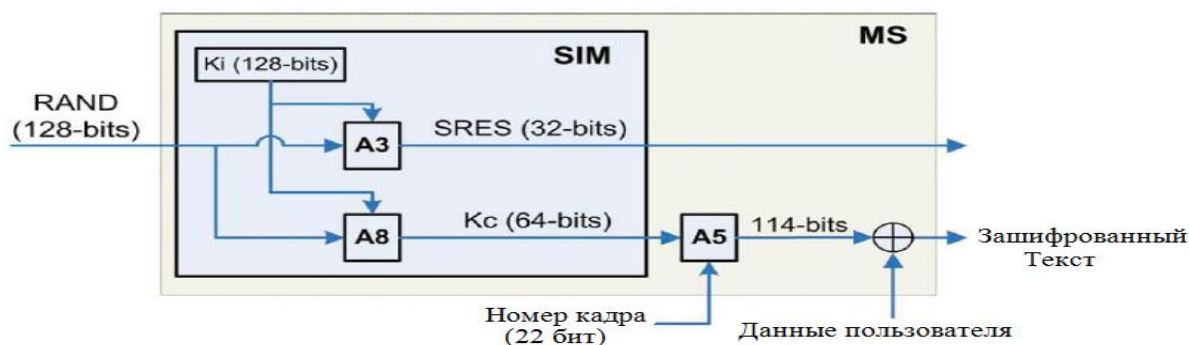 MS
SIM
Ki (128-bits)
RAND
(128-bits)
A3
SRES (32-bits)
A8
Kc (64-bits)
A5
114-bits
Зашифрованный
Текст
Номер кадра
(22 бит)
Данные пользователя